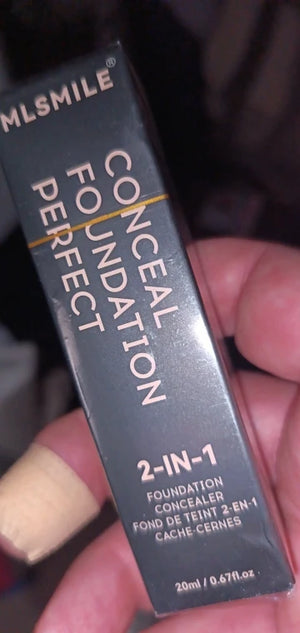 MLSMILE®
CONCEAL
FOUNDATION
PERFECT
2-IN-1
FOUNDATION
CONCEALER
FOND DE TEINT 2-EN-1
CACHE-CERNES
20ml / 0.67fl.oz